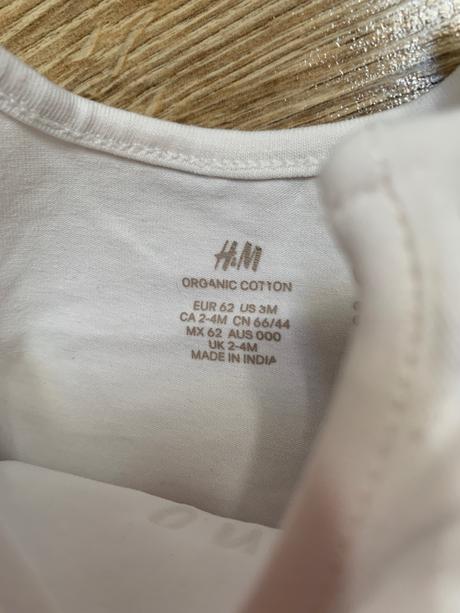 H&M
ORGANIC COTTON
EUR 62 US 3M
CA 2-4M CN 66/44
MX 62 AUS 000
UK 2-4M
MADE IN INDIA